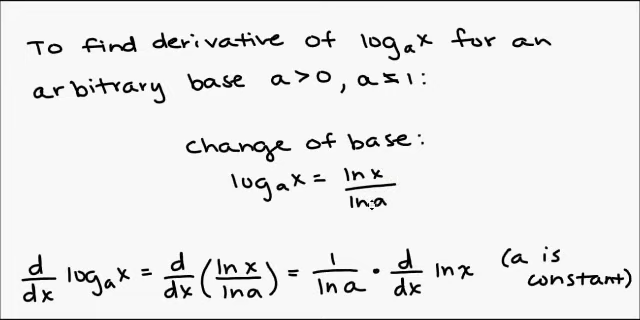 To find derivative of logₐx for an
arbitrary base a > 0, a ≠ 1:
change of base:
logₐx = ln x / ln a
d/dx logₐx = d/dx (ln x / ln a) = 1/ln a • d/dx ln x (a is constant)